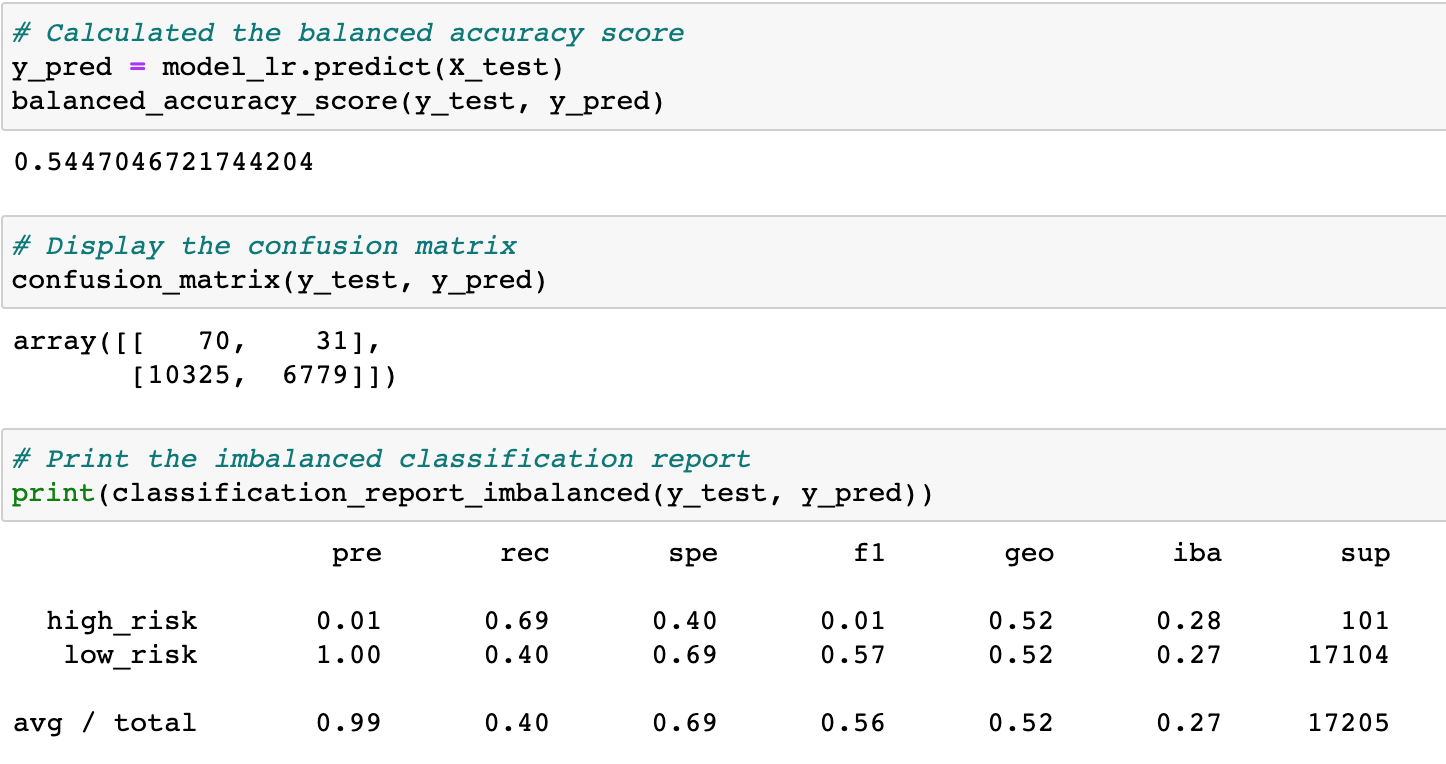 # Calculated the balanced accuracy score
y_pred = model_lr.predict(X_test)
balanced_accuracy_score(y_test, y_pred)
0.5447046721744204
# Display the confusion matrix
confusion_matrix(y_test, y_pred)
array([[   70,    31],
       [10325,  6779]])
# Print the imbalanced classification report
print(classification_report_imbalanced(y_test, y_pred))
                   pre       rec       spe        f1       geo       iba       sup
  high_risk       0.01      0.69      0.40      0.01      0.52      0.28       101
   low_risk       1.00      0.40      0.69      0.57      0.52      0.27     17104
avg / total       0.99      0.40      0.69      0.56      0.52      0.27     17205